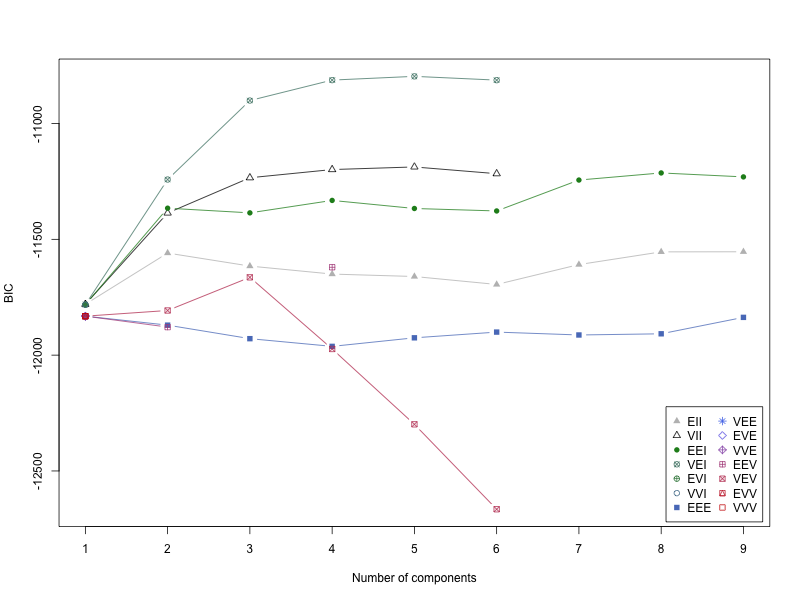 BIC
-11000
-11500
-12000
-12500
1 2 3 4 5 6 7 8 9
Number of components
EII VEE
VII EVE
EEI VVE
VEI EEV
EVI VEV
VVI EVV
EEE VVV